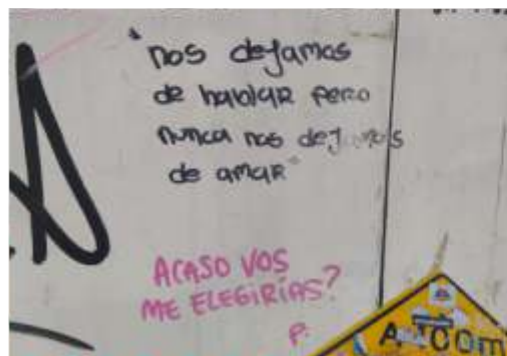 "nos dejamos
de hablar pero
nunca nos dejamos
de amar"
ACASO VOS
ME ELEGIRÍAS?
P.